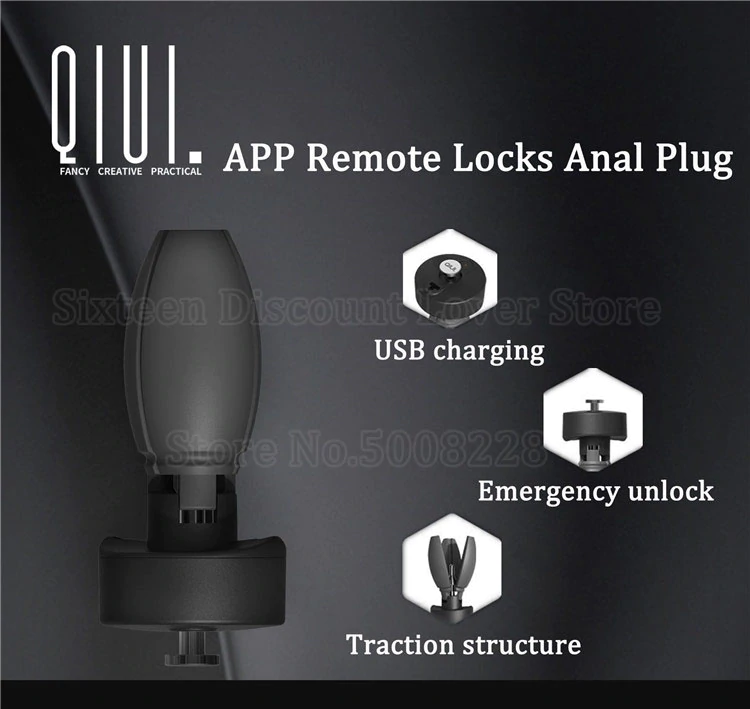 QIUI.
FANCY CREATIVE PRACTICAL
APP Remote Locks Anal Plug
QIUI
Sixteen Discount Lover Store
USB charging
Store No.5008228
Emergency unlock
Traction structure